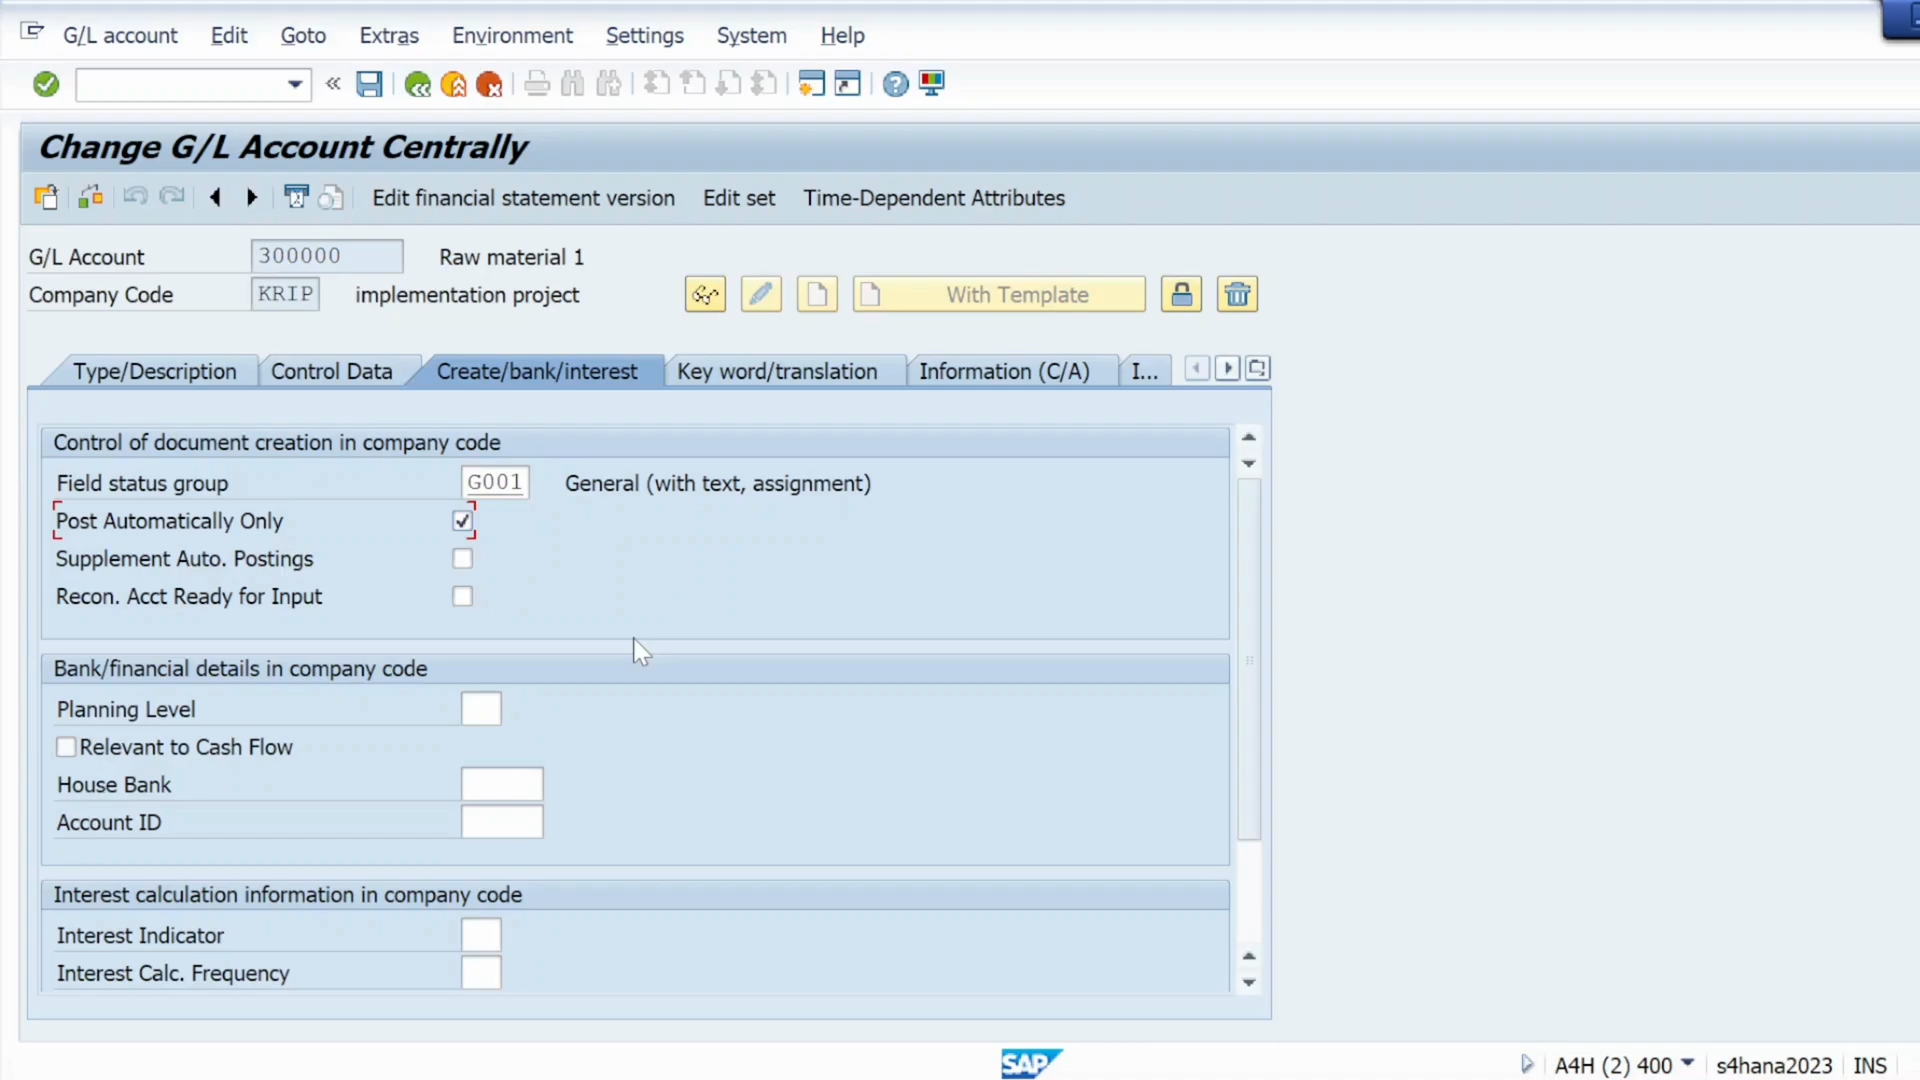 G/L account Edit Goto Extras Environment Settings System Help
Change G/L Account Centrally
Edit financial statement version Edit set Time-Dependent Attributes
G/L Account 300000 Raw material 1
Company Code KRIP implementation project With Template
Type/Description Control Data Create/bank/interest Key word/translation Information (C/A) I...
Control of document creation in company code
Field status group G001 General (with text, assignment)
Post Automatically Only
Supplement Auto. Postings
Recon. Acct Ready for Input
Bank/financial details in company code
Planning Level
Relevant to Cash Flow
House Bank
Account ID
Interest calculation information in company code
Interest Indicator
Interest Calc. Frequency
SAP A4H (2) 400 s4hana2023 INS